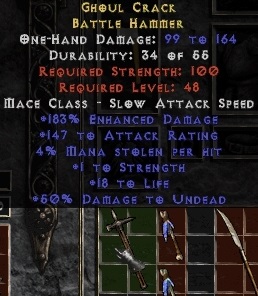 Ghoul Crack
Battle Hammer
One-Hand Damage: 99 to 164
Durability: 34 of 55
Required Strength: 100
Required Level: 48
Mace Class - Slow Attack Speed
+183% Enhanced Damage
+147 to Attack Rating
4% Mana stolen per hit
+1 to Strength
+18 to Life
+50% Damage to Undead